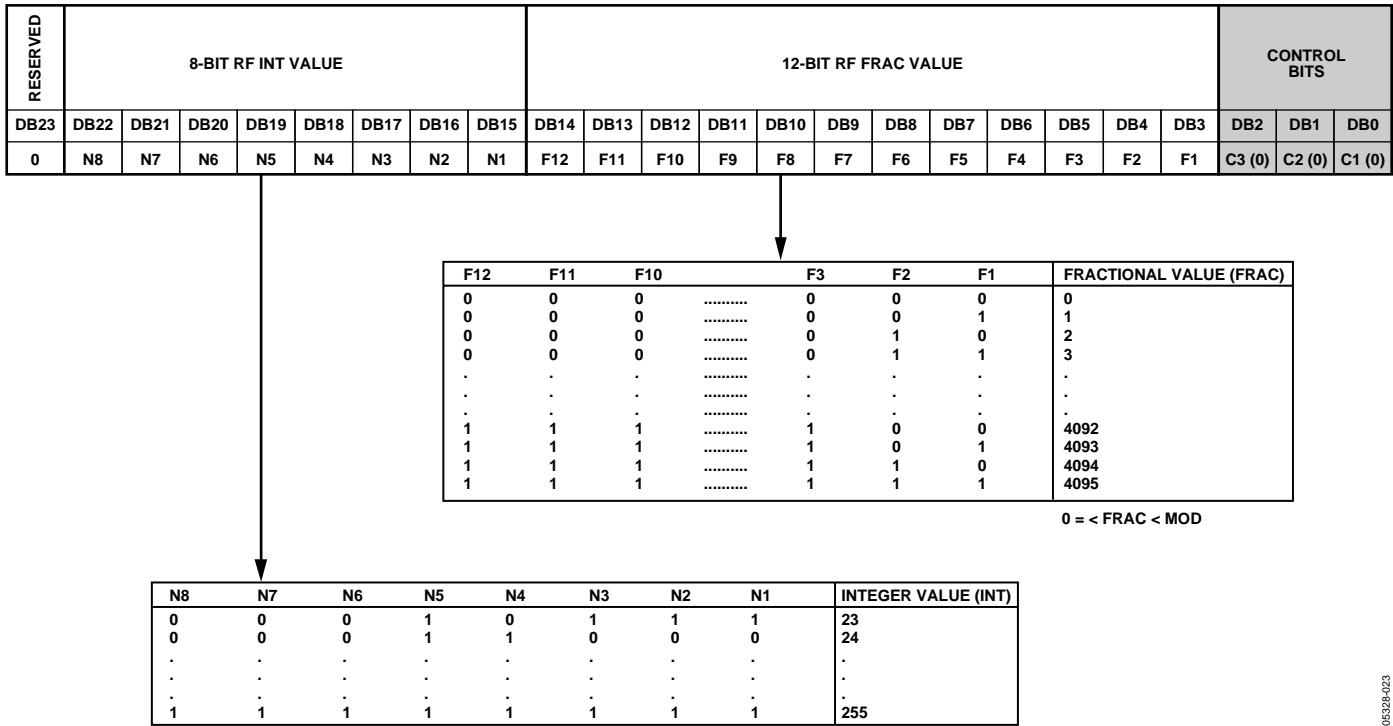 RESERVED
8-BIT RF INT VALUE 12-BIT RF FRAC VALUE CONTROL BITS
DB23 DB22 DB21 DB20 DB19 DB18 DB17 DB16 DB15 DB14 DB13 DB12 DB11 DB10 DB9 DB8 DB7 DB6 DB5 DB4 DB3 DB2 DB1 DB0
0 N8 N7 N6 N5 N4 N3 N2 N1 F12 F11 F10 F9 F8 F7 F6 F5 F4 F3 F2 F1 C3 (0) C2 (0) C1 (0)
F12 F11 F10 F3 F2 F1 FRACTIONAL VALUE (FRAC)
0 0 0 .......... 0 0 0 0
0 0 0 .......... 0 0 1 1
0 0 0 .......... 0 1 0 2
0 0 0 .......... 0 1 1 3
. . . .......... . . . .
. . . .......... . . . .
. . . .......... . . . .
1 1 1 .......... 1 0 0 4092
1 1 1 .......... 1 0 1 4093
1 1 1 .......... 1 1 0 4094
1 1 1 .......... 1 1 1 4095
0 = < FRAC < MOD
N8 N7 N6 N5 N4 N3 N2 N1 INTEGER VALUE (INT)
0 0 0 1 0 1 1 1 23
0 0 0 1 1 0 0 0 24
. . . . . . . . .
. . . . . . . . .
. . . . . . . . .
1 1 1 1 1 1 1 1 255
05328-023